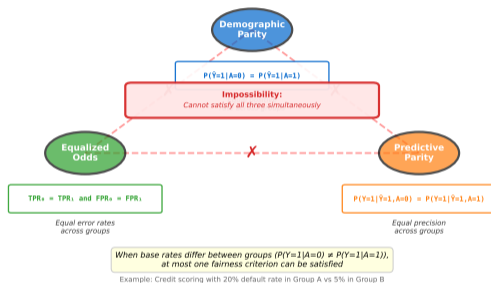 Demographic
Parity
P(Ŷ=1|A=0) = P(Ŷ=1|A=1)
Impossibility:
Cannot satisfy all three simultaneously
Equalized
Odds
✗
Predictive
Parity
TPR₀ = TPR₁ and FPR₀ = FPR₁
P(Y=1|Ŷ=1,A=0) = P(Y=1|Ŷ=1,A=1)
Equal error rates
across groups
Equal precision
across groups
When base rates differ between groups (P(Y=1|A=0) ≠ P(Y=1|A=1)),
at most one fairness criterion can be satisfied
Example: Credit scoring with 20% default rate in Group A vs 5% in Group B